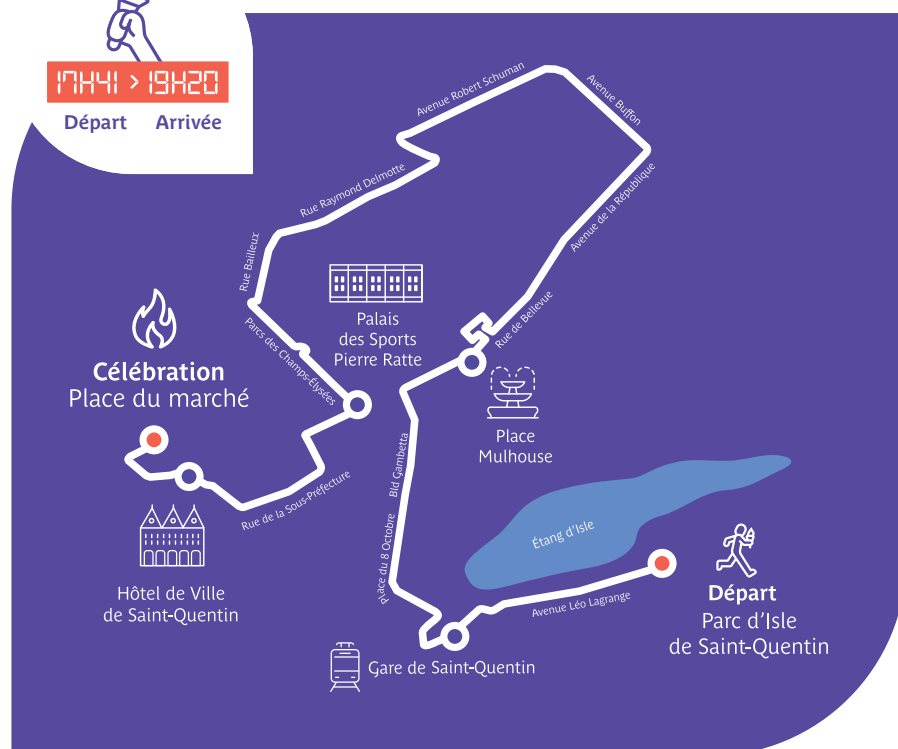 17H41 > 19H20
Départ Arrivée
Avenue Robert Schuman
Avenue Buffon
Avenue de la République
Rue Raymond Delmotte
Rue Bailleux
Rue de Bellevue
Parcs des Champs-Élysées
Palais
des Sports
Pierre Ratte
Célébration
Place du marché
Place
Mulhouse
Bld Gambetta
Rue de la Sous-Préfecture
Place du 8 Octobre
Étang d'Isle
Hôtel de Ville
de Saint-Quentin
Avenue Léo Lagrange
Départ
Parc d'Isle
de Saint-Quentin
Gare de Saint-Quentin